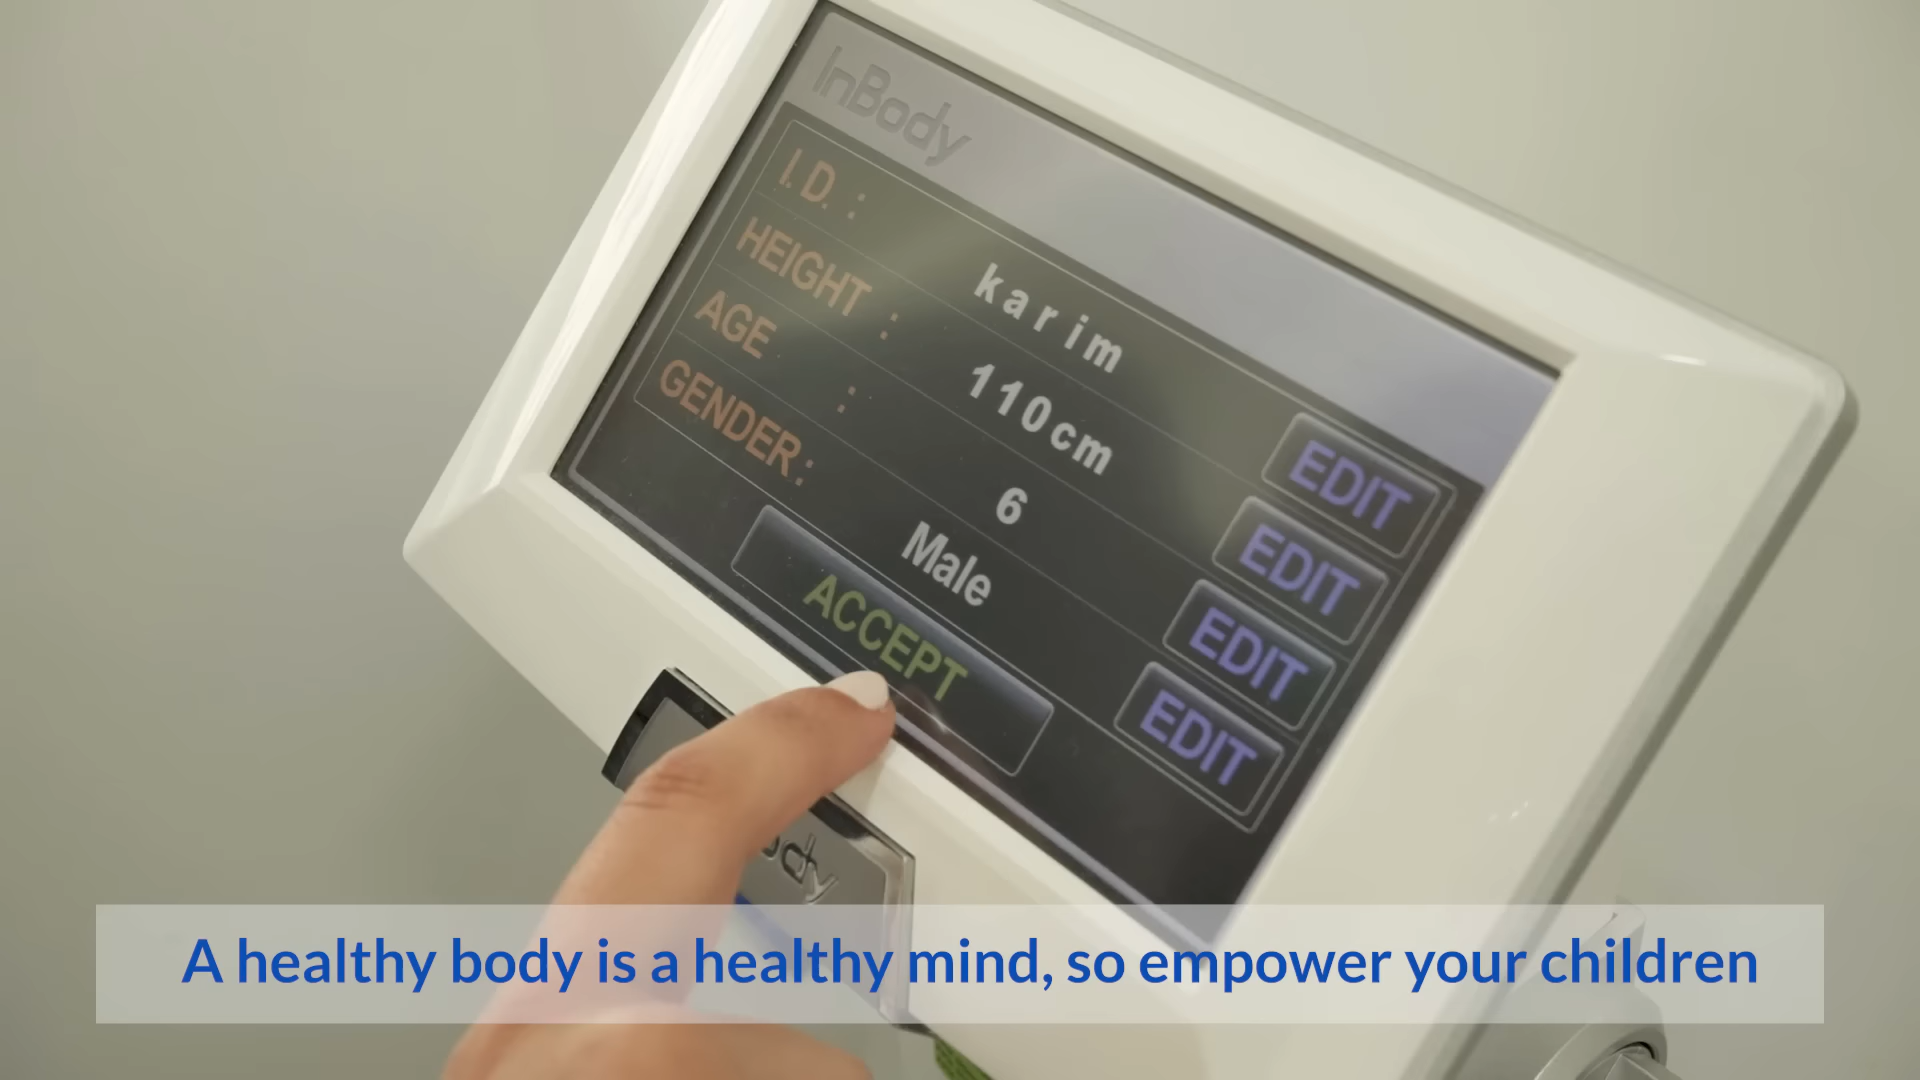 InBody
I.D. : karim EDIT
HEIGHT : 110cm EDIT
AGE : 6 EDIT
GENDER: Male EDIT
ACCEPT
ody
A healthy body is a healthy mind, so empower your children